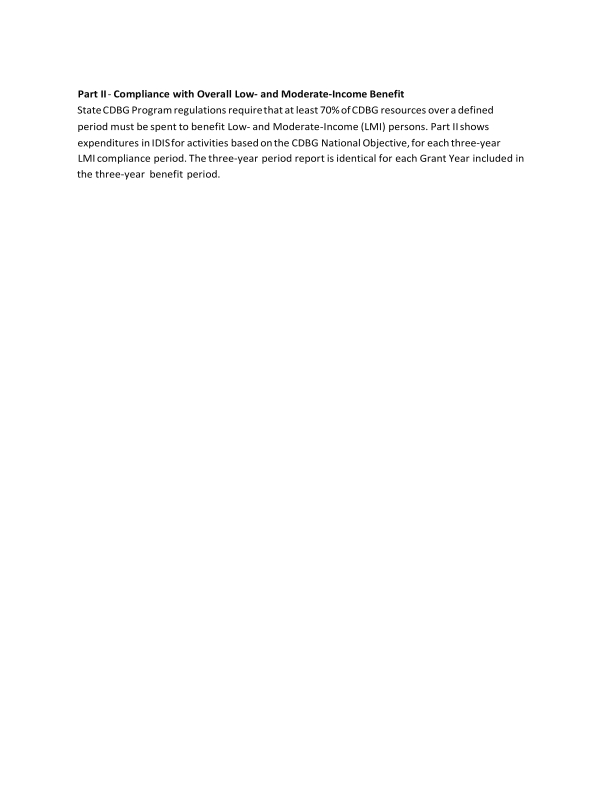 Part II - Compliance with Overall Low- and Moderate-Income Benefit
State CDBG Program regulations require that at least 70% of CDBG resources over a defined
period must be spent to benefit Low- and Moderate-Income (LMI) persons. Part II shows
expenditures in IDIS for activities based on the CDBG National Objective, for each three-year
LMI compliance period. The three-year period report is identical for each Grant Year included in
the three-year benefit period.